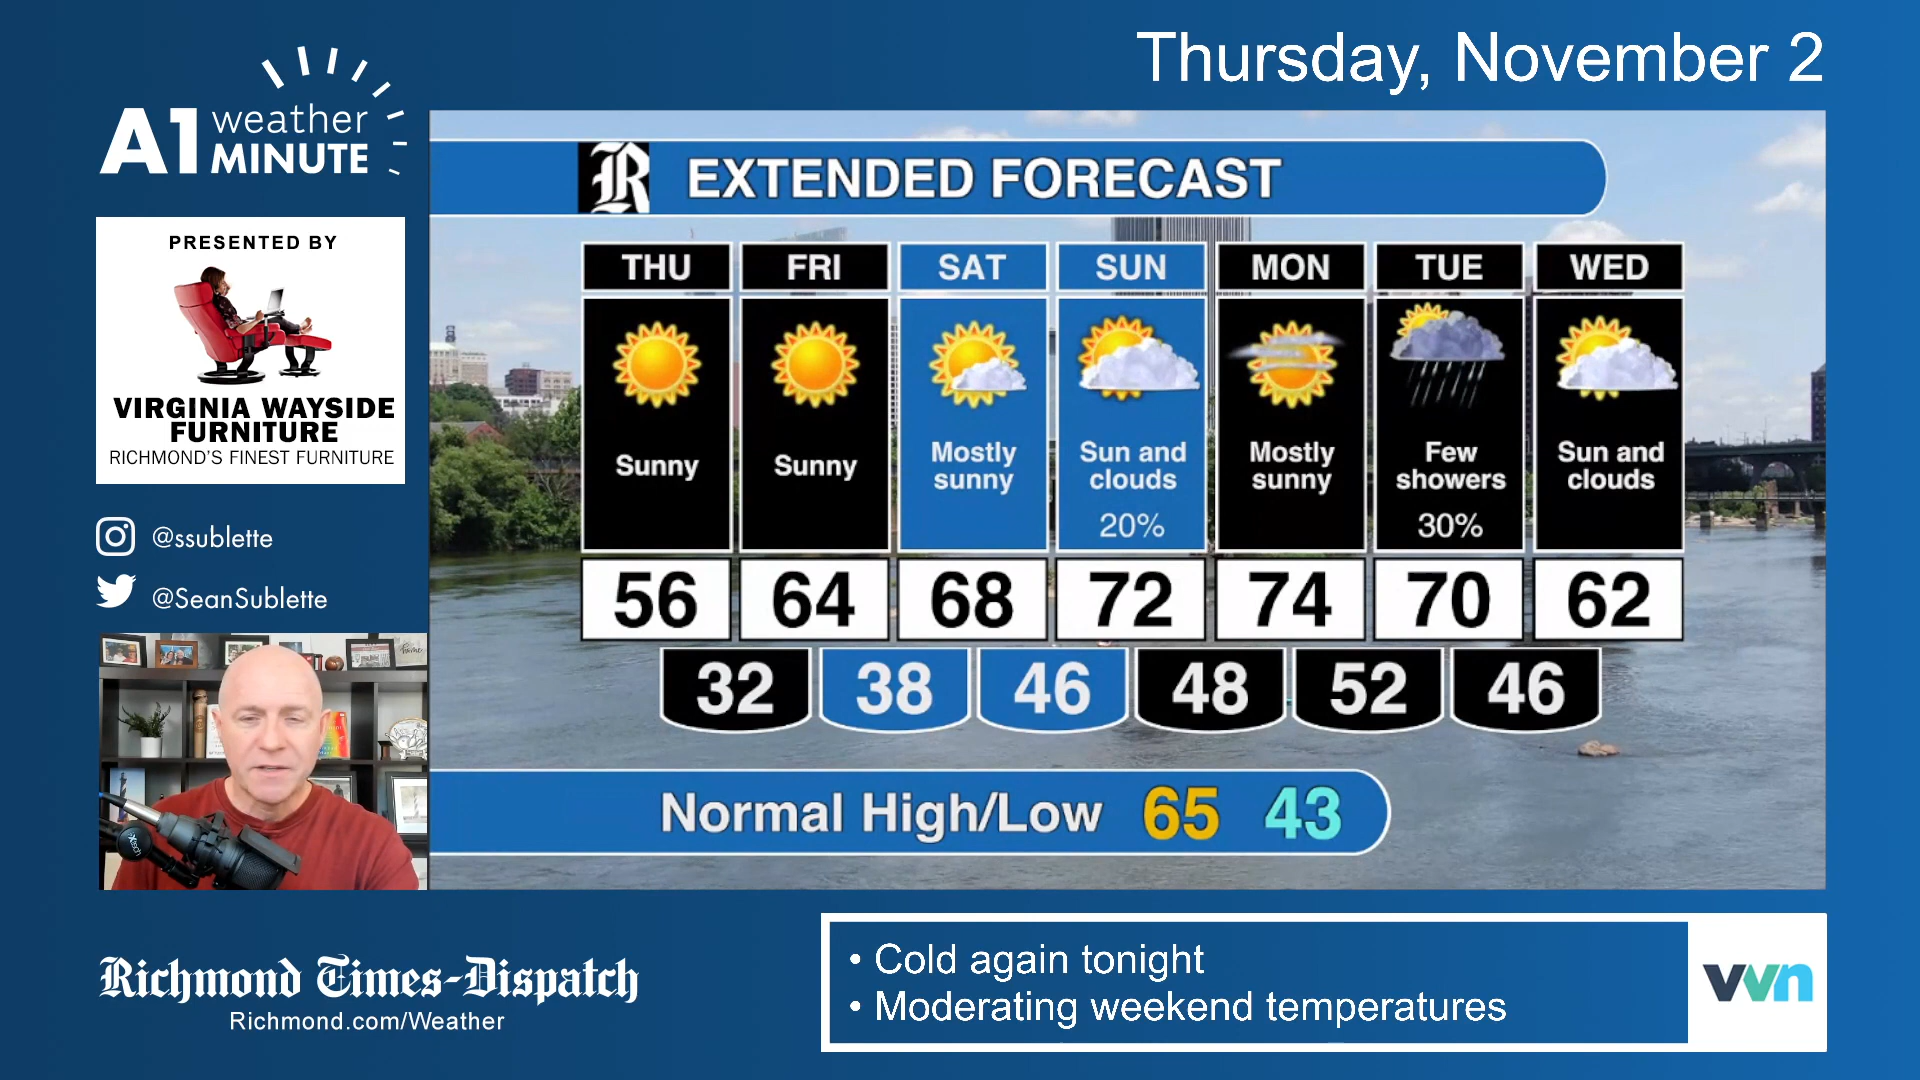 Thursday, November 2
A1 weather
MINUTE
PRESENTED BY
VIRGINIA WAYSIDE
FURNITURE
RICHMOND'S FINEST FURNITURE
@ssublette
@SeanSublette
R EXTENDED FORECAST
THU FRI SAT SUN MON TUE WED
Sunny Sunny Mostly sunny Sun and clouds Mostly sunny Few showers Sun and clouds
20% 30%
56 64 68 72 74 70 62
32 38 46 48 52 46
Normal High/Low 65 43
Richmond Times-Dispatch
Richmond.com/Weather
• Cold again tonight
• Moderating weekend temperatures
vvn